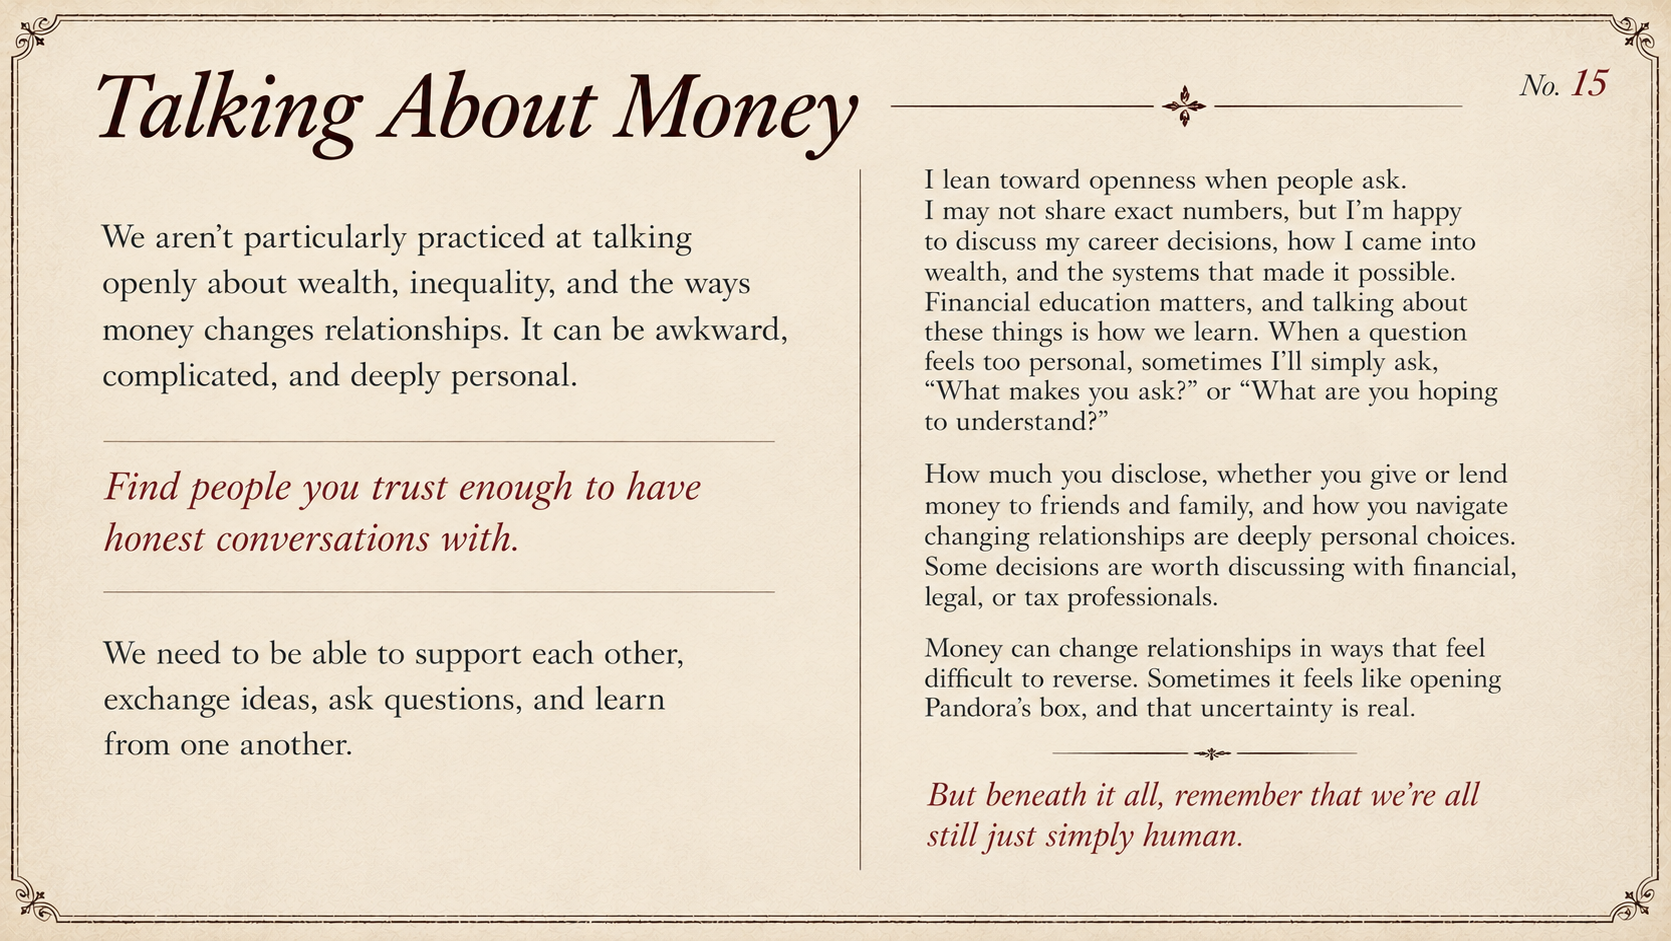 Talking About Money
No. 15
We aren’t particularly practiced at talking
openly about wealth, inequality, and the ways
money changes relationships. It can be awkward,
complicated, and deeply personal.
Find people you trust enough to have
honest conversations with.
We need to be able to support each other,
exchange ideas, ask questions, and learn
from one another.
I lean toward openness when people ask.
I may not share exact numbers, but I’m happy
to discuss my career decisions, how I came into
wealth, and the systems that made it possible.
Financial education matters, and talking about
these things is how we learn. When a question
feels too personal, sometimes I’ll simply ask,
“What makes you ask?” or “What are you hoping
to understand?”
How much you disclose, whether you give or lend
money to friends and family, and how you navigate
changing relationships are deeply personal choices.
Some decisions are worth discussing with financial,
legal, or tax professionals.
Money can change relationships in ways that feel
difficult to reverse. Sometimes it feels like opening
Pandora’s box, and that uncertainty is real.
But beneath it all, remember that we’re all
still just simply human.